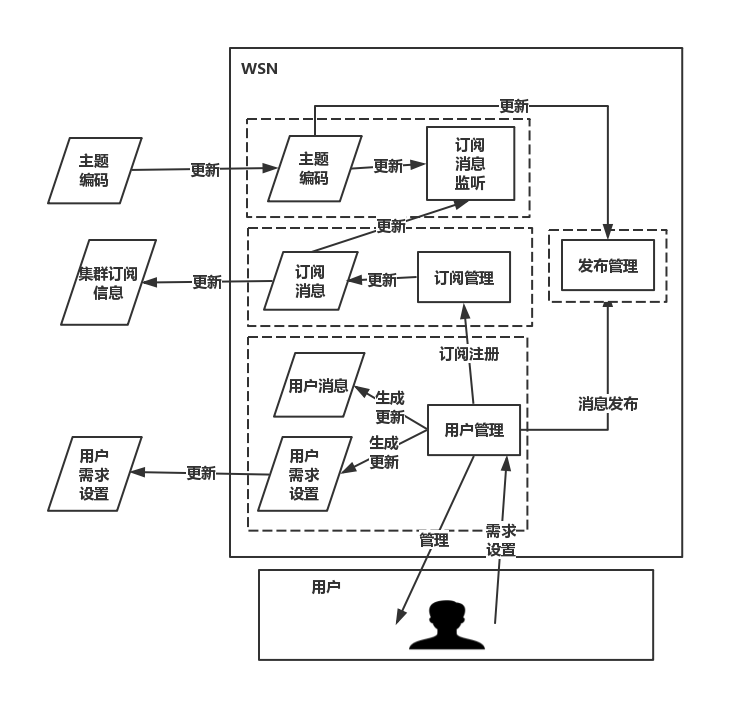 WSN
更新
主题
编码
更新
主题
编码
更新
订阅
消息
监听
更新
集群订阅
信息
更新
订阅
消息
更新
订阅管理
发布管理
订阅注册
用户消息
生成
更新
用户管理
消息发布
生成
更新
用户
需求
设置
更新
用户
需求
设置
管理
需求
设置
用户